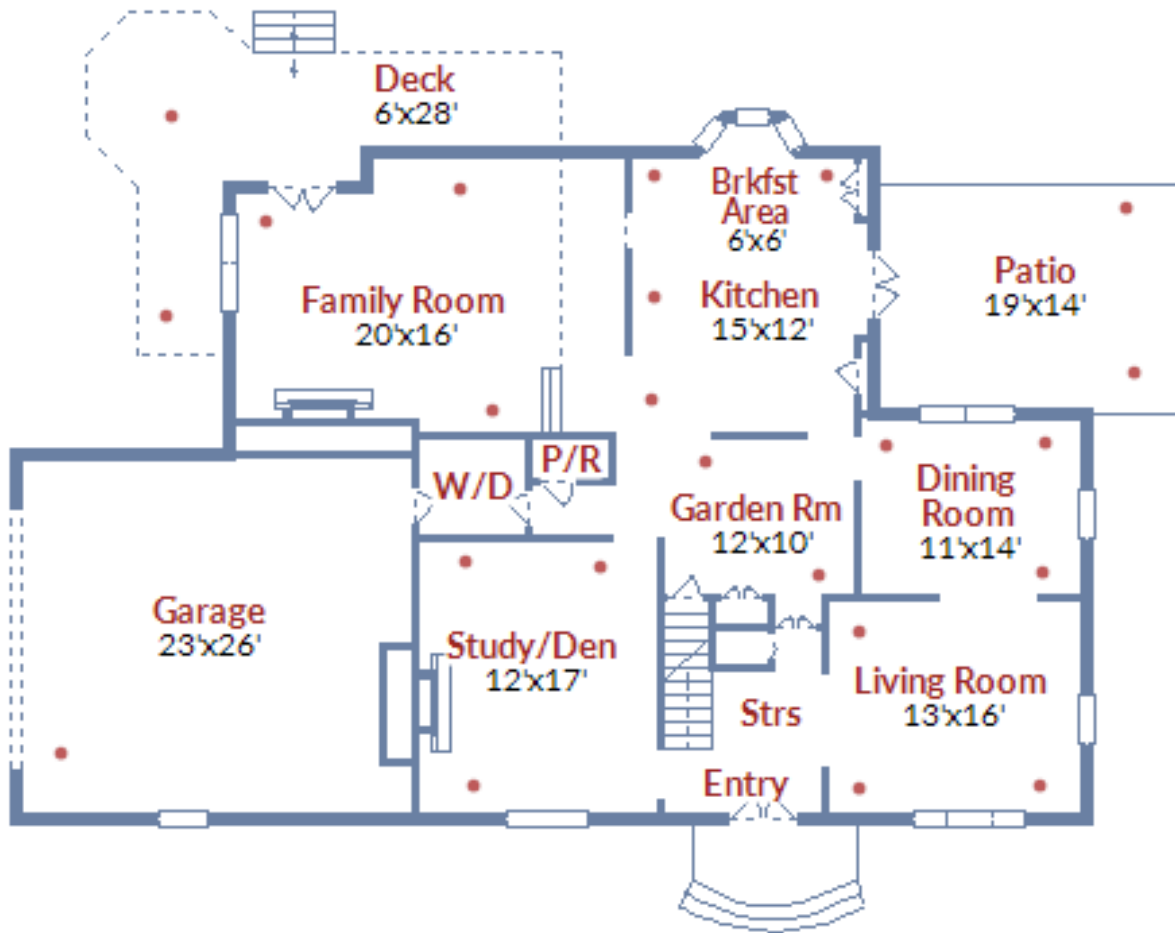 Deck
6'x28'
Brkfst
Area
6'x6'
Family Room
20'x16'
Kitchen
15'x12'
Patio
19'x14'
W/D
P/R
Garden Rm
12'x10'
Dining
Room
11'x14'
Garage
23'x26'
Study/Den
12'x17'
Strs
Living Room
13'x16'
Entry